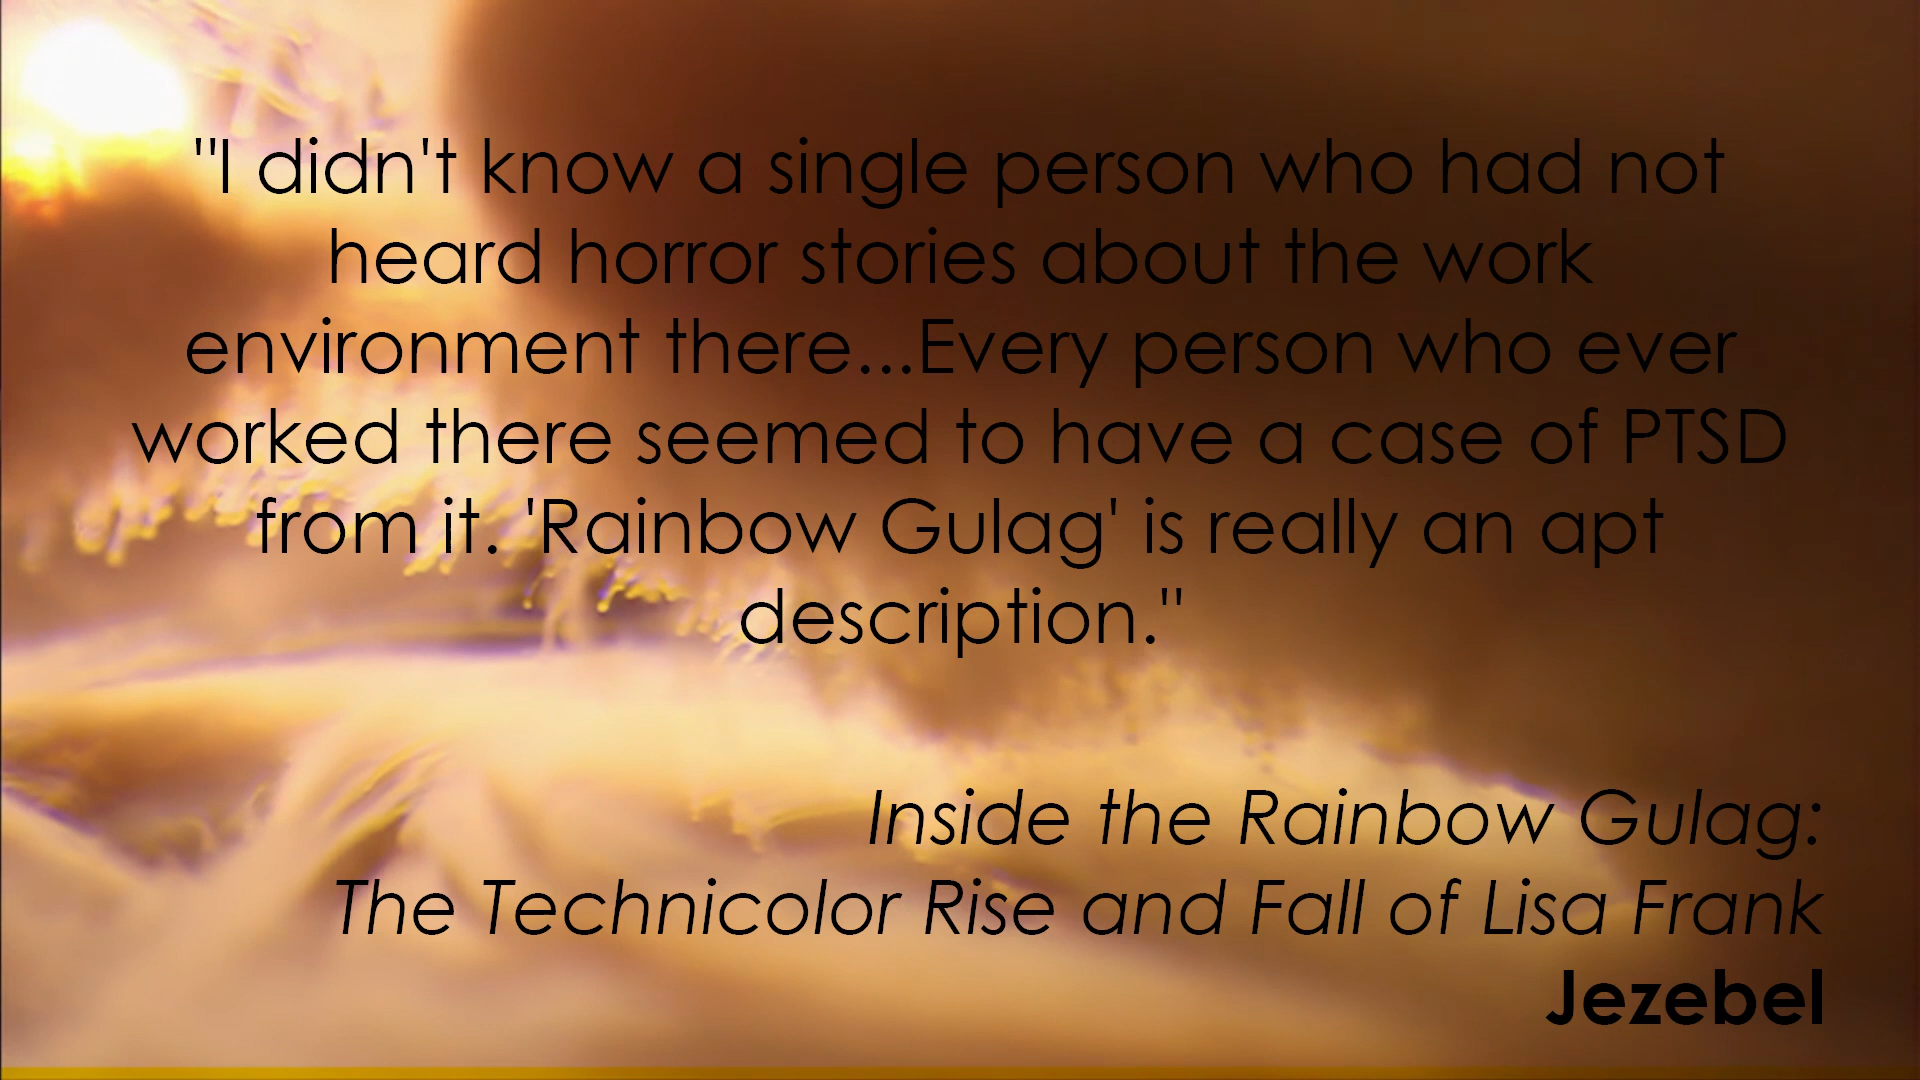 "I didn't know a single person who had not
heard horror stories about the work
environment there...Every person who ever
worked there seemed to have a case of PTSD
from it. 'Rainbow Gulag' is really an apt
description."
Inside the Rainbow Gulag:
The Technicolor Rise and Fall of Lisa Frank
Jezebel